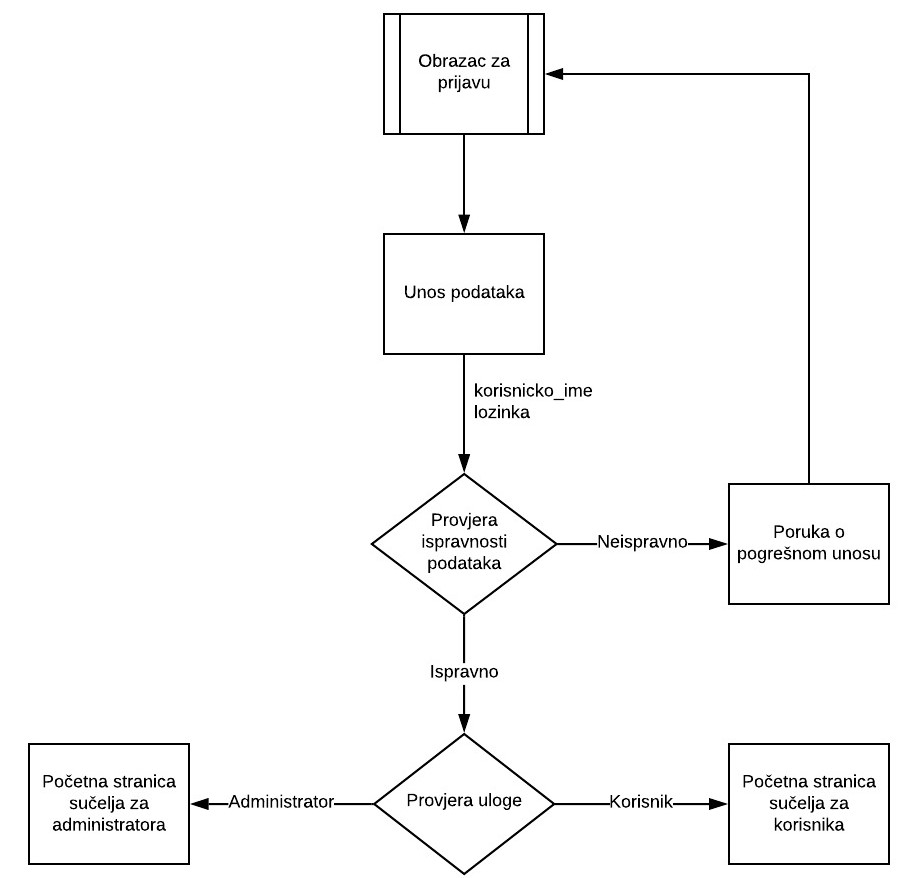 Obrazac za
prijavu
Unos podataka
korisnicko_ime
lozinka
Provjera
ispravnosti
podataka
Neispravno
Poruka o
pogrešnom unosu
Ispravno
Početna stranica
sučelja za
administratora
Administrator
Provjera uloge
Korisnik
Početna stranica
sučelja za
korisnika